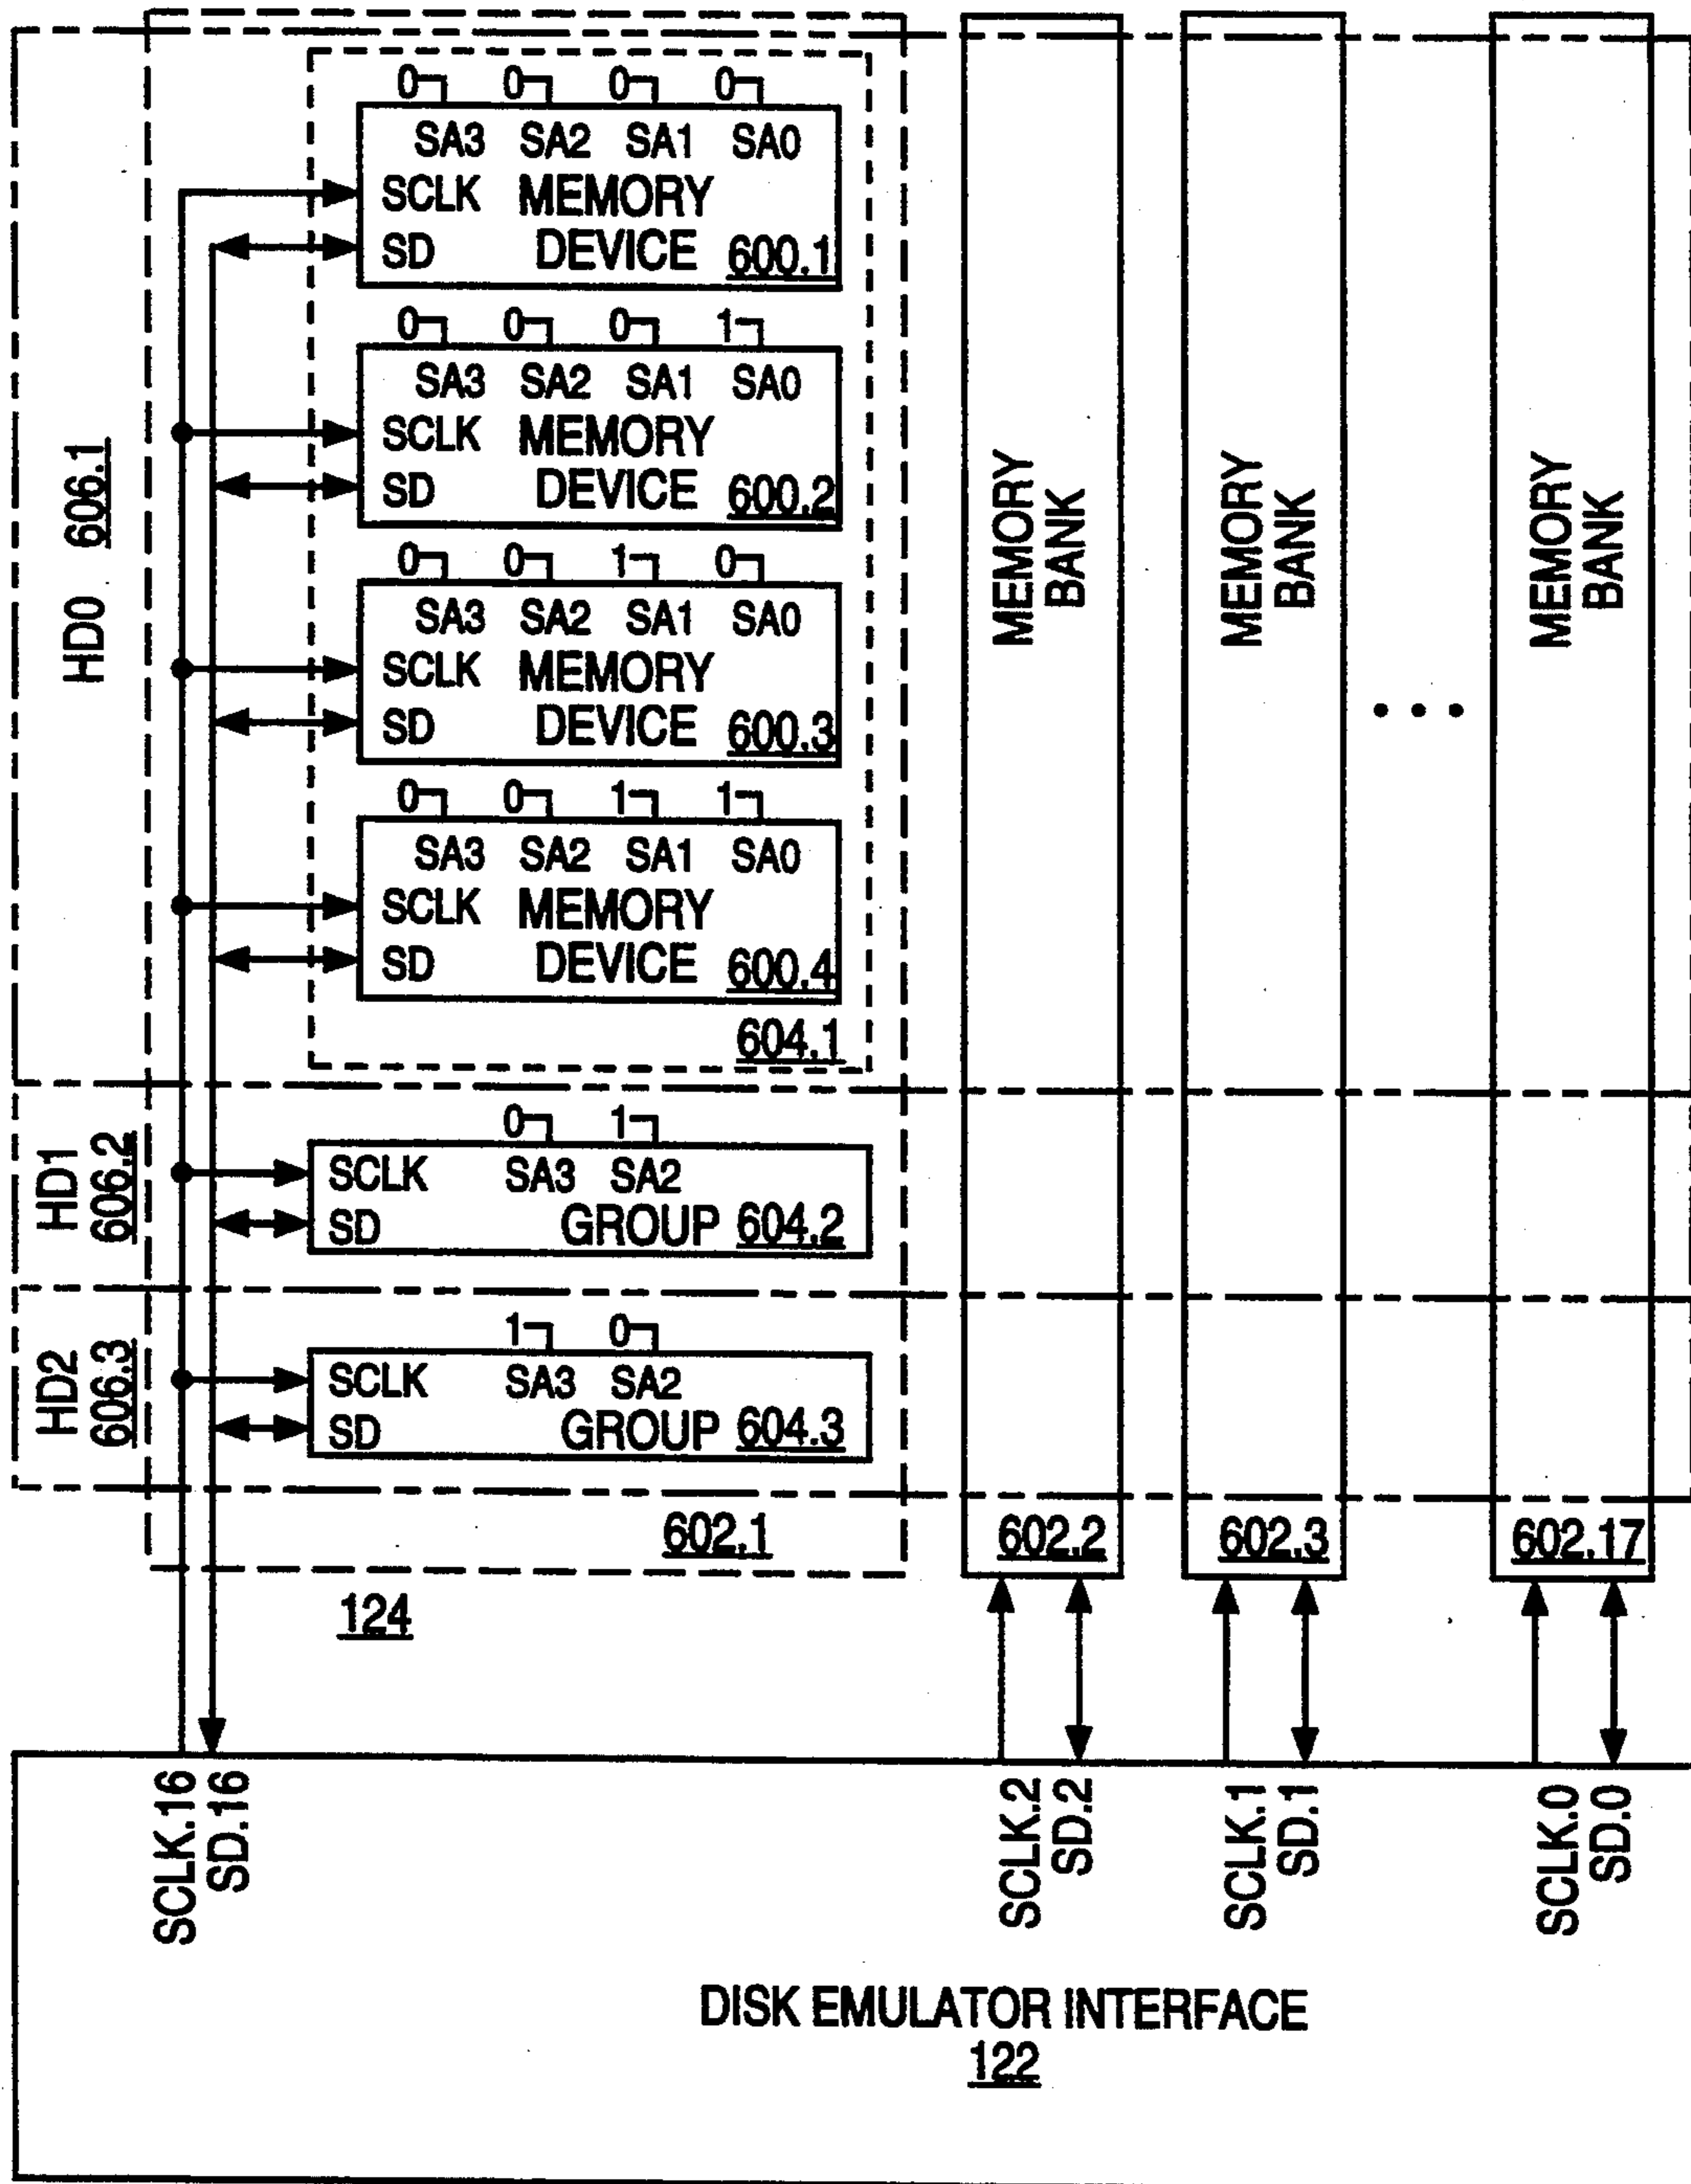 HD0 606.1
0 0 0 0
SA3 SA2 SA1 SA0
SCLK MEMORY
SD DEVICE 600.1
0 0 0 1
SA3 SA2 SA1 SA0
SCLK MEMORY
SD DEVICE 600.2
0 0 1 0
SA3 SA2 SA1 SA0
SCLK MEMORY
SD DEVICE 600.3
0 0 1 1
SA3 SA2 SA1 SA0
SCLK MEMORY
SD DEVICE 600.4
604.1
HD1
606.2
0 1
SCLK SA3 SA2
SD GROUP 604.2
HD2
606.3
1 0
SCLK SA3 SA2
SD GROUP 604.3
602.1
MEMORY
BANK
602.2
MEMORY
BANK
602.3
• • •
MEMORY
BANK
602.17
124
SCLK.16
SD.16
SCLK.2
SD.2
SCLK.1
SD.1
SCLK.0
SD.0
DISK EMULATOR INTERFACE
122